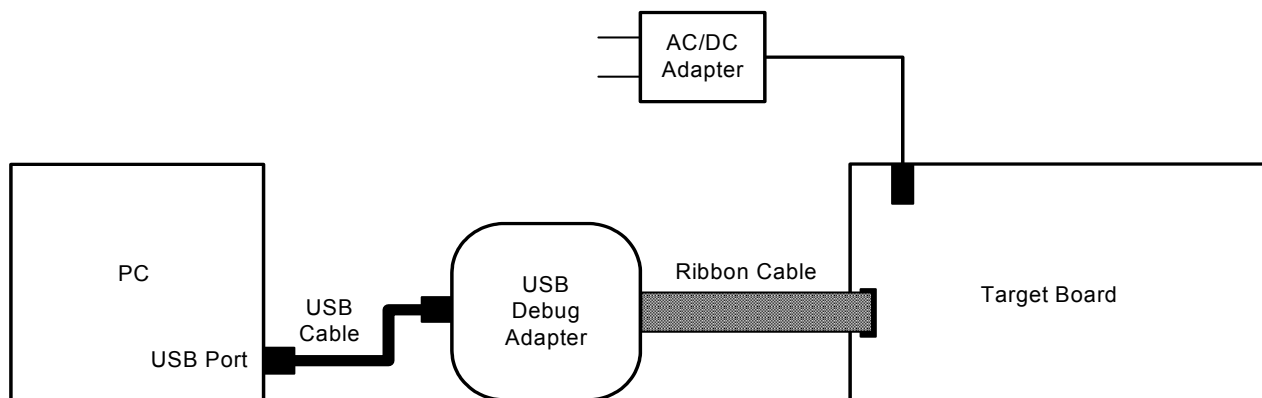 AC/DC
Adapter
PC
USB
Cable
USB Port
USB
Debug
Adapter
Ribbon Cable
Target Board